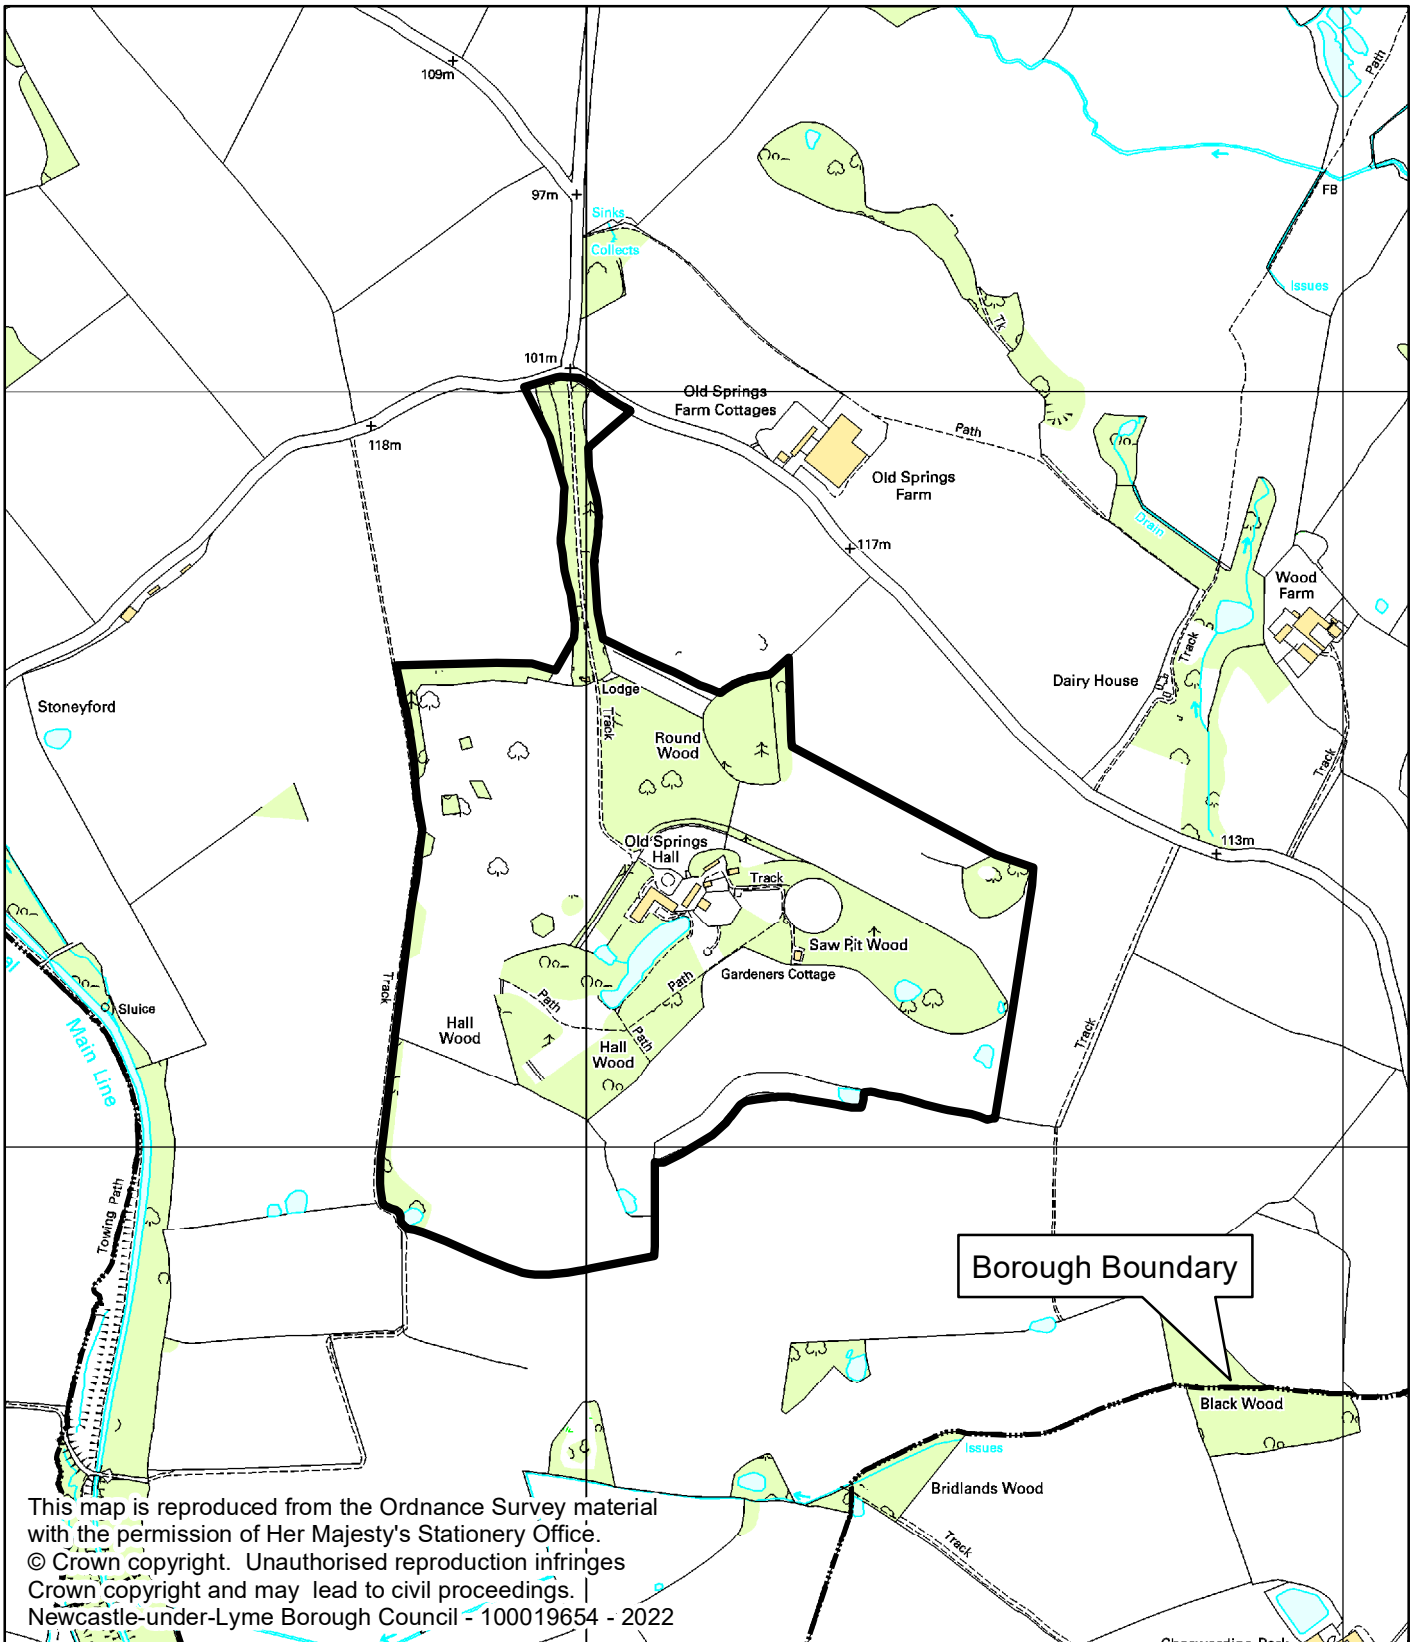 Path
109m
97m
FB
Sinks
Collects
Issues
Tk
101m
Old Springs
Farm Cottages
118m
Path
Old Springs
Farm
Drain
117m
Wood
Farm
Track
Dairy House
Lodge
Stoneyford
Track
Round
Wood
Track
113m
Old Springs
Hall
Track
Saw Pit Wood
Gardeners Cottage
Path
Track
Path
Sluice
Hall
Wood
Path
Hall
Wood
Main Line
Track
Towing Path
Borough Boundary
Black Wood
Issues
Bridlands Wood
Track
This map is reproduced from the Ordnance Survey material
with the permission of Her Majesty's Stationery Office.
© Crown copyright. Unauthorised reproduction infringes
Crown copyright and may lead to civil proceedings.
Newcastle-under-Lyme Borough Council - 100019654 - 2022